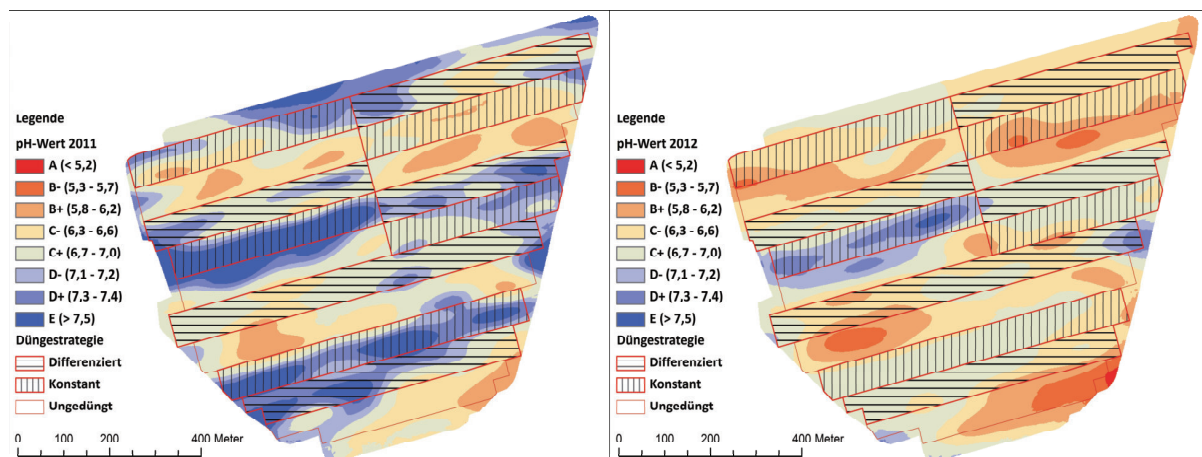 Legende
pH-Wert 2011
A (< 5,2)
B- (5,3 - 5,7)
B+ (5,8 - 6,2)
C- (6,3 - 6,6)
C+ (6,7 - 7,0)
D- (7,1 - 7,2)
D+ (7,3 - 7,4)
E (> 7,5)
Düngestrategie
Differenziert
Konstant
Ungedüngt
0 100 200 400 Meter
Legende
pH-Wert 2012
A (< 5,2)
B- (5,3 - 5,7)
B+ (5,8 - 6,2)
C- (6,3 - 6,6)
C+ (6,7 - 7,0)
D- (7,1 - 7,2)
D+ (7,3 - 7,4)
E (> 7,5)
Düngestrategie
Differenziert
Konstant
Ungedüngt
0 100 200 400 Meter